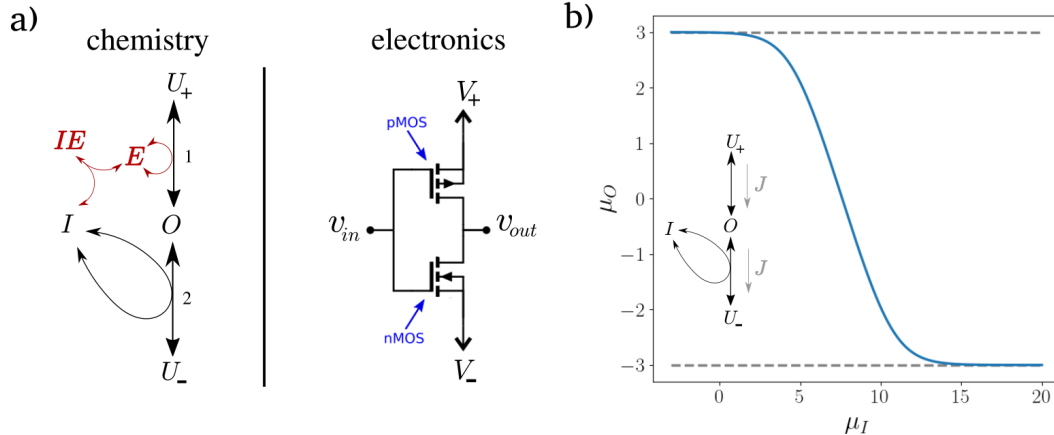 a)
chemistry
electronics
U+
IE
E
1
I
O
2
U-
V+
pMOS
vin
vout
nMOS
V-
b)
μO
3
2
1
0
−1
−2
−3
U+
J
I
O
J
U-
0
5
10
15
20
μI